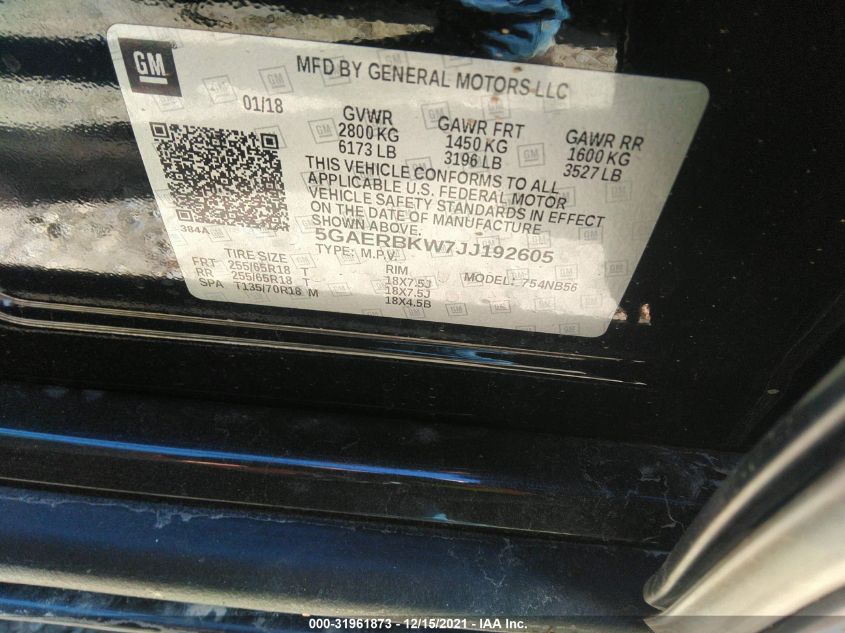 GM
MFD BY GENERAL MOTORS LLC
01/18
GVWR
2800 KG
6173 LB
GAWR FRT
1450 KG
3196 LB
GAWR RR
1600 KG
3527 LB
THIS VEHICLE CONFORMS TO ALL
APPLICABLE U.S. FEDERAL MOTOR
VEHICLE SAFETY STANDARDS IN EFFECT
ON THE DATE OF MANUFACTURE
SHOWN ABOVE.
384A
5GAERBKW7JJ192605
TYPE: M.P.V.
MODEL: 754NB56
TIRE SIZE RIM
FRT 255/65R18 T 18X7.5J
RR 255/65R18 T 18X7.5J
SPA T135/70R18 M 18X4.5B
000-31961873 - 12/15/2021 - IAA Inc.